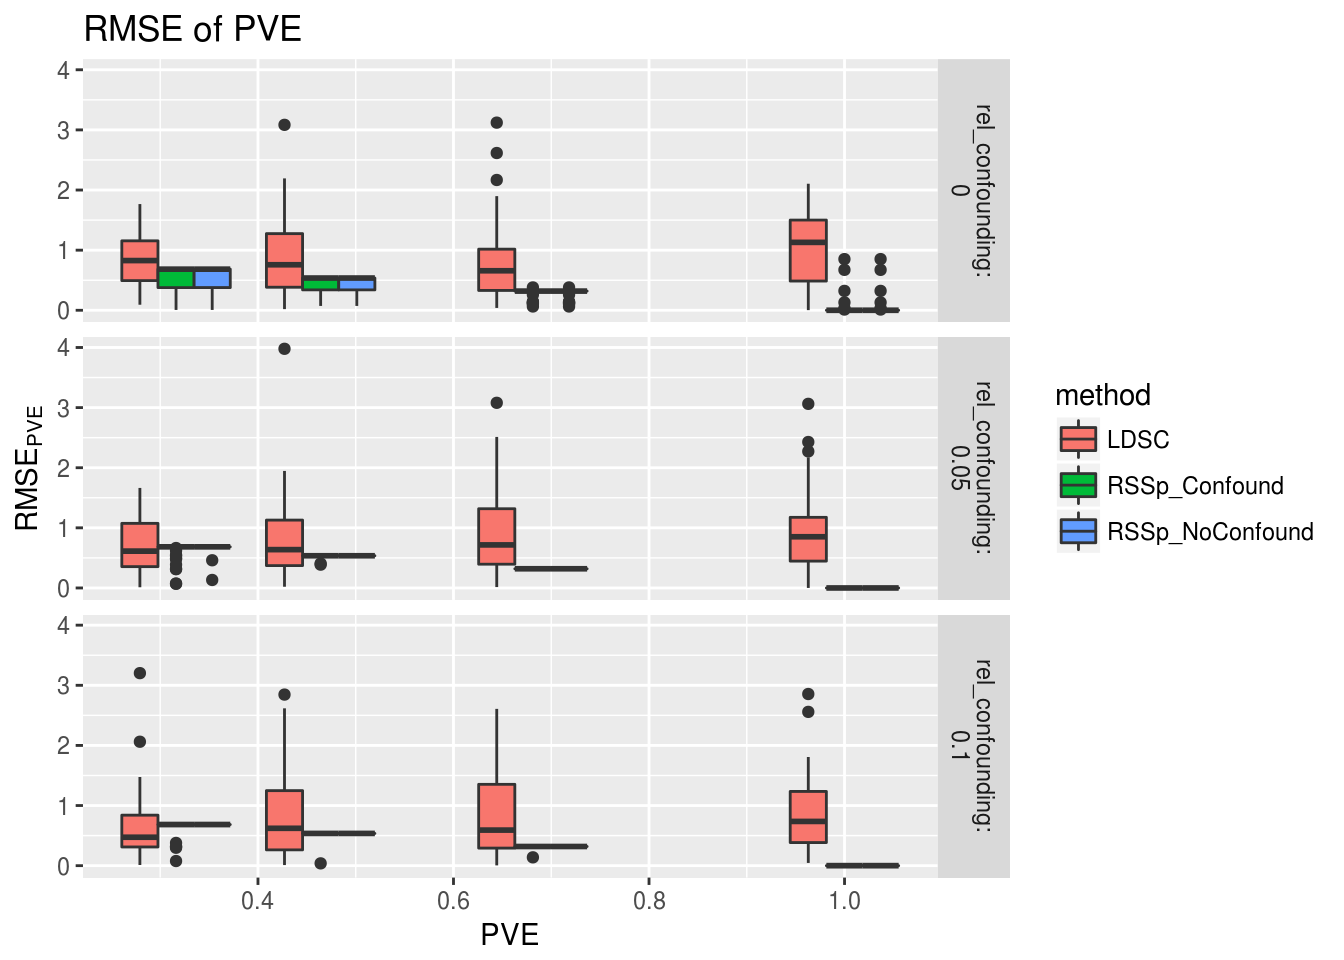 RMSE of PVE
4
3
2
1
0
rel_confounding:
0
4
3
2
1
0
rel_confounding:
0.05
4
3
2
1
0
rel_confounding:
0.1
RMSE_PVE
0.4
0.6
0.8
1.0
PVE
method
LDSC
RSSp_Confound
RSSp_NoConfound